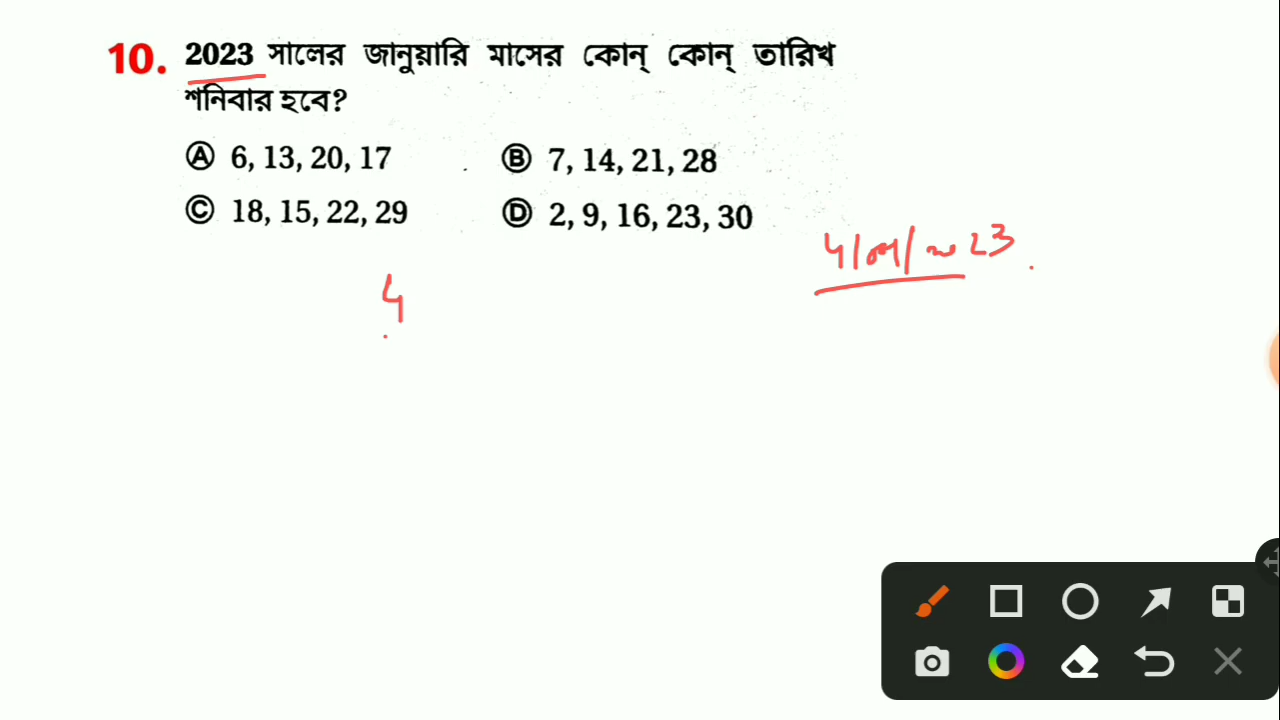 10. 2023 সালের জানুয়ারি মাসের কোন্ কোন্ তারিখ
শনিবার হবে?
Ⓐ 6, 13, 20, 17 Ⓑ 7, 14, 21, 28
Ⓒ 18, 15, 22, 29 Ⓓ 2, 9, 16, 23, 30